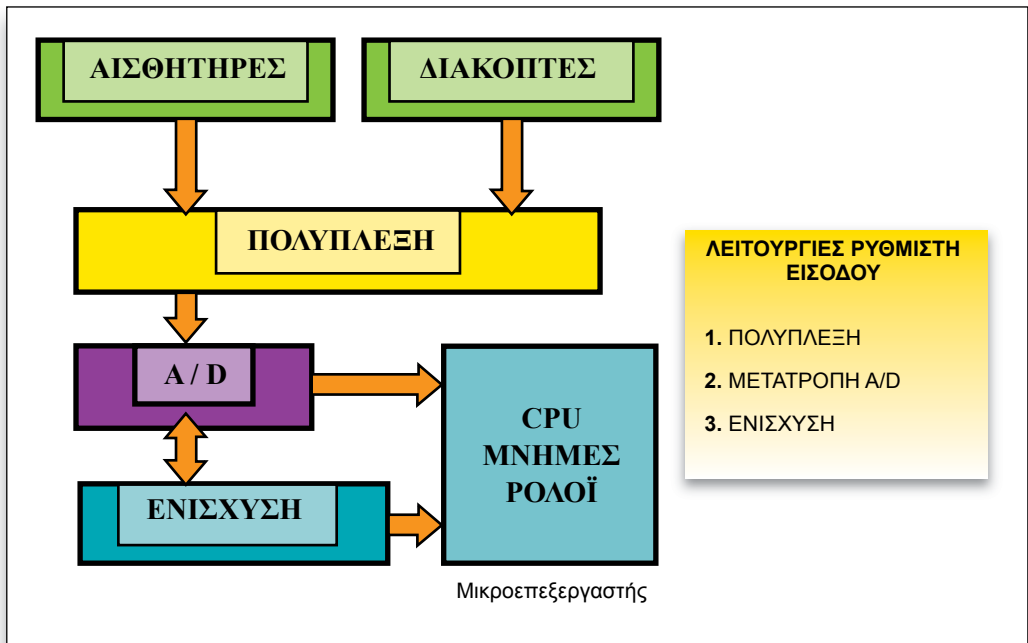 ΑΙΣΘΗΤΗΡΕΣ
ΔΙΑΚΟΠΤΕΣ
ΠΟΛΥΠΛΕΞΗ
A / D
CPU
ΜΝΗΜΕΣ
ΡΟΛΟΪ
ΕΝΙΣΧΥΣΗ
Μικροεπεξεργαστής
ΛΕΙΤΟΥΡΓΙΕΣ ΡΥΘΜΙΣΤΗ
ΕΙΣΟΔΟΥ
1. ΠΟΛΥΠΛΕΞΗ
2. ΜΕΤΑΤΡΟΠΗ A/D
3. ΕΝΙΣΧΥΣΗ